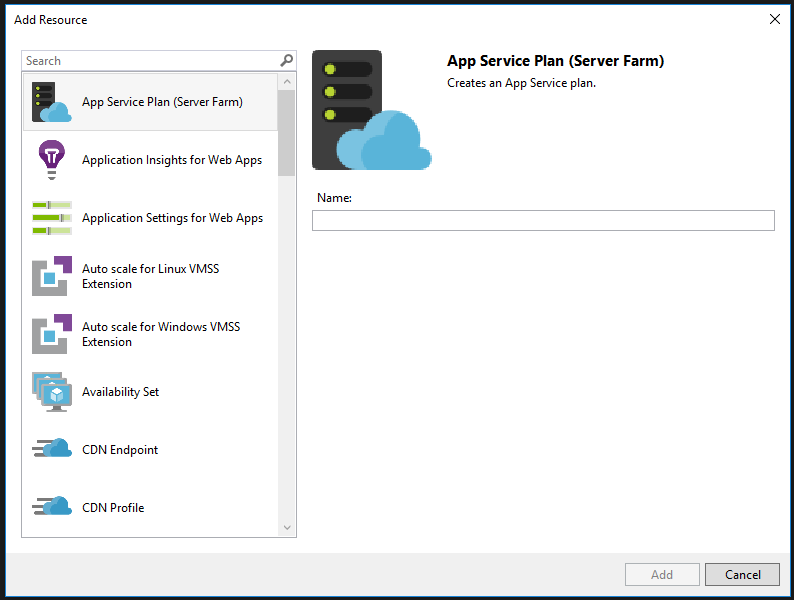 Add Resource
Search
App Service Plan (Server Farm)
Application Insights for Web Apps
Application Settings for Web Apps
Auto scale for Linux VMSS
Extension
Auto scale for Windows VMSS
Extension
Availability Set
CDN Endpoint
CDN Profile
App Service Plan (Server Farm)
Creates an App Service plan.
Name:
Add
Cancel